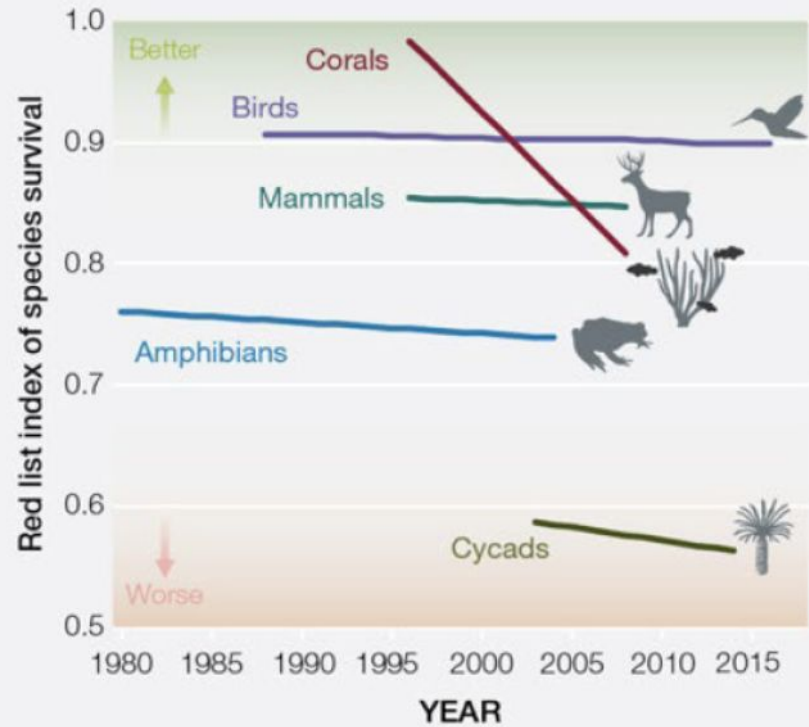 1.0
Better
Corals
Birds
0.9
Mammals
0.8
Amphibians
0.7
0.6
Cycads
Worse
0.5
Red list index of species survival
1980 1985 1990 1995 2000 2005 2010 2015
YEAR